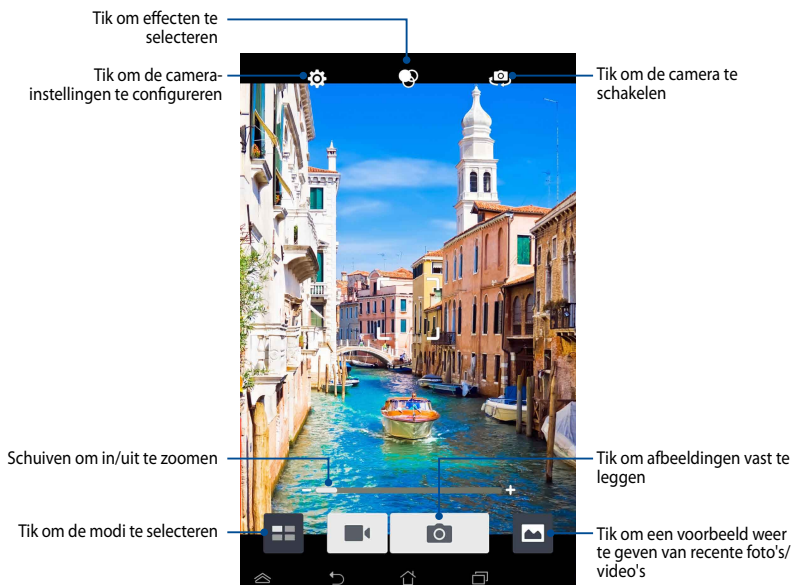 Tik om effecten te
selecteren
Tik om de camera-
instellingen te configureren
Tik om de camera te
schakelen
Schuiven om in/uit te zoomen
Tik om afbeeldingen vast te
leggen
Tik om de modi te selecteren
Tik om een voorbeeld weer
te geven van recente foto's/
video's